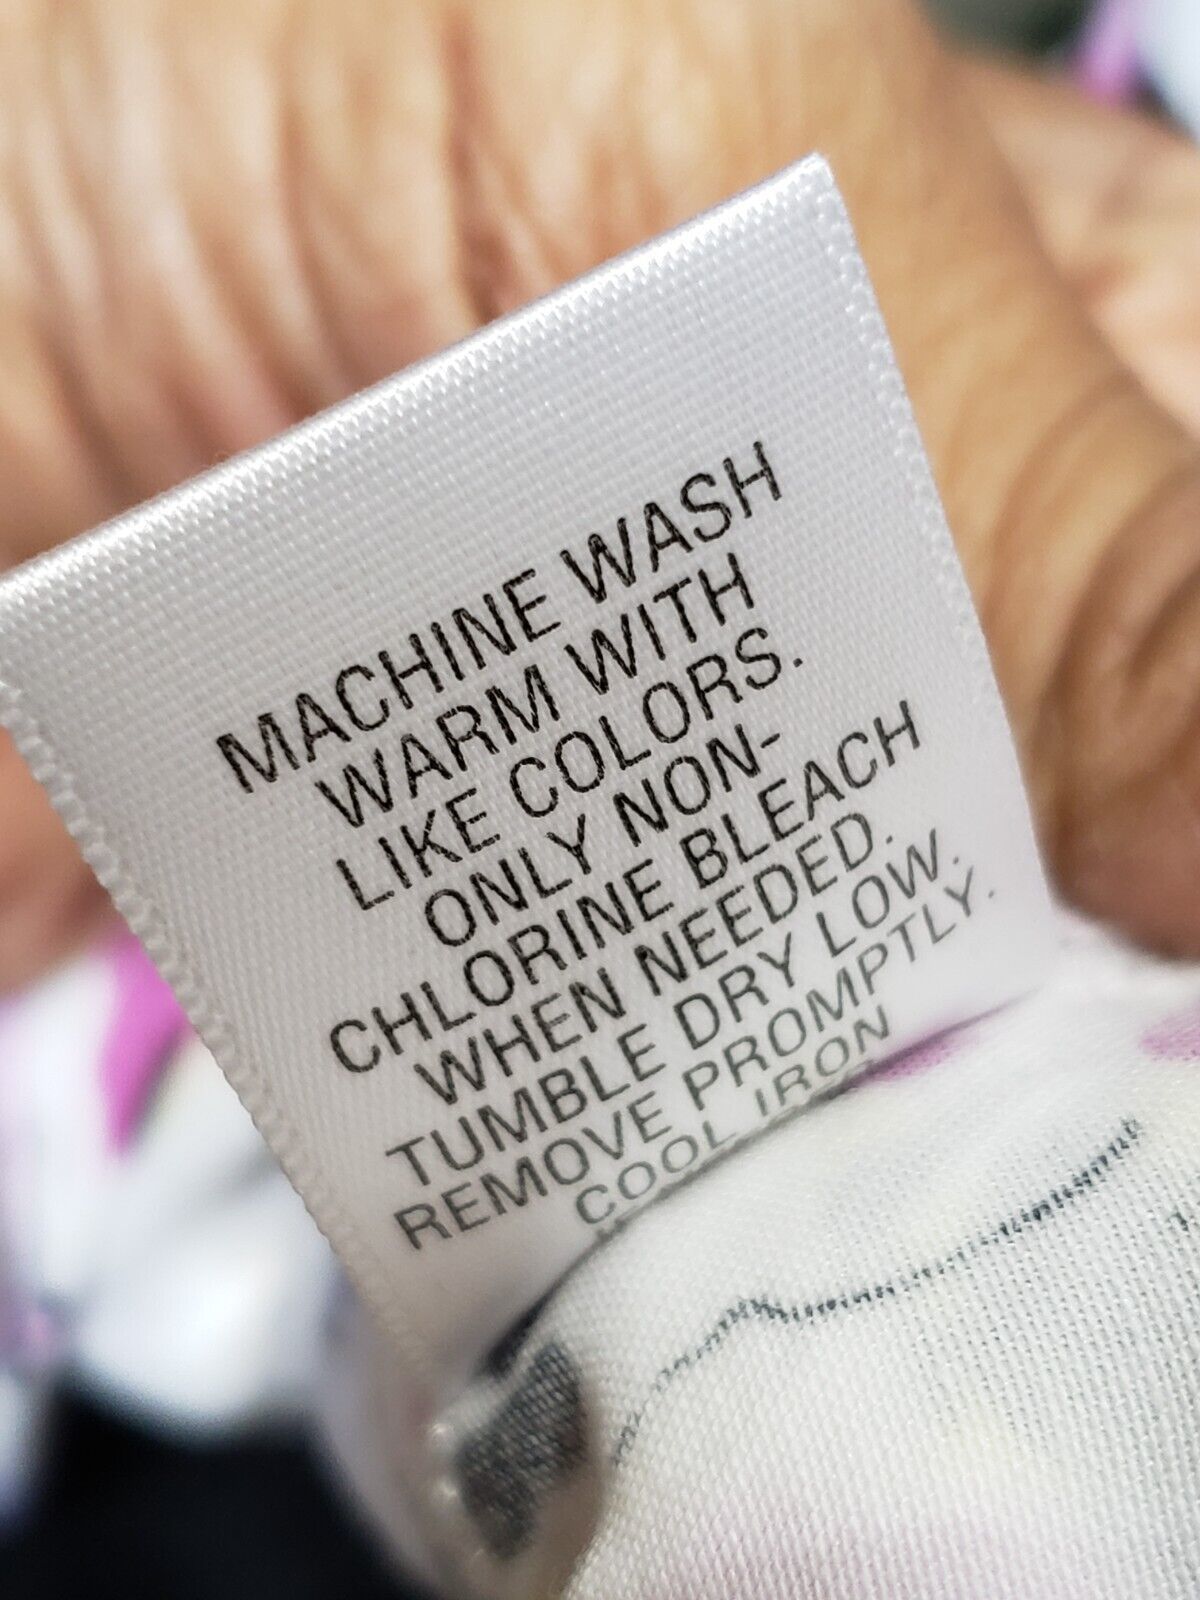 MACHINE WASH
WARM WITH
LIKE COLORS.
ONLY NON-
CHLORINE BLEACH
WHEN NEEDED.
TUMBLE DRY LOW.
REMOVE PROMPTLY.
COOL IRON